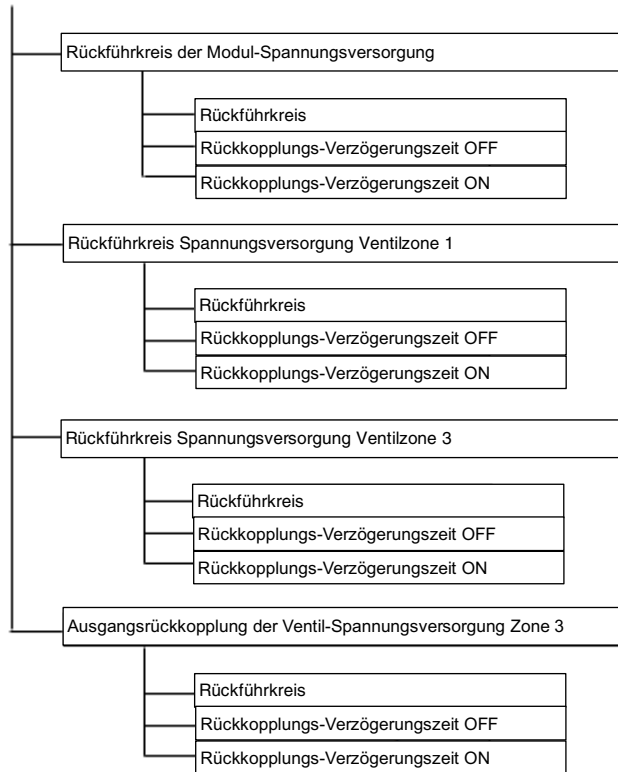 Rückführkreis der Modul-Spannungsversorgung
Rückführkreis
Rückkopplungs-Verzögerungszeit OFF
Rückkopplungs-Verzögerungszeit ON
Rückführkreis Spannungsversorgung Ventilzone 1
Rückführkreis
Rückkopplungs-Verzögerungszeit OFF
Rückkopplungs-Verzögerungszeit ON
Rückführkreis Spannungsversorgung Ventilzone 3
Rückführkreis
Rückkopplungs-Verzögerungszeit OFF
Rückkopplungs-Verzögerungszeit ON
Ausgangsrückkopplung der Ventil-Spannungsversorgung Zone 3
Rückführkreis
Rückkopplungs-Verzögerungszeit OFF
Rückkopplungs-Verzögerungszeit ON